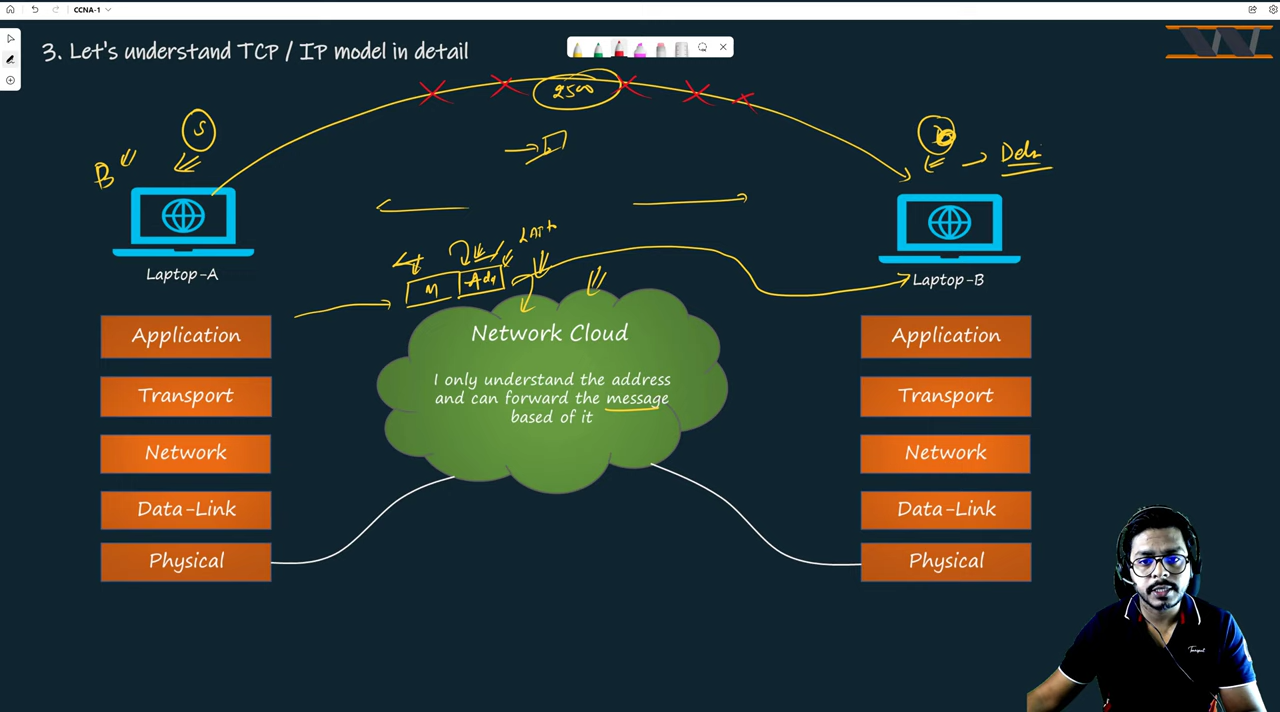 CCNA-1
3. Let's understand TCP / IP model in detail
2500
S
B
Laptop-A
Laptop-B
M
Network Cloud
I only understand the address
and can forward the message
based of it
Application
Transport
Network
Data-Link
Physical
Application
Transport
Network
Data-Link
Physical